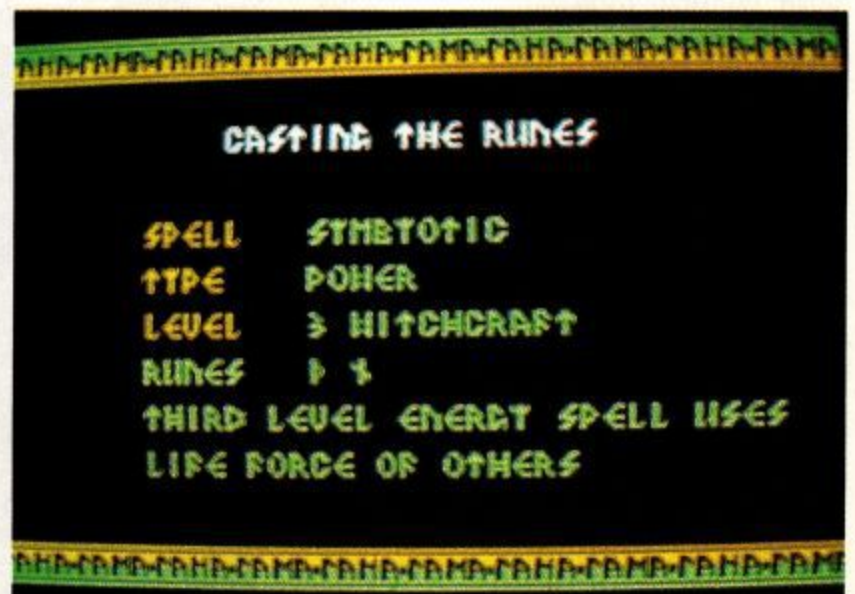 CASTING THE RUNES
SPELL SYMBYOTIC
TYPE POWER
LEVEL 3 WITCHCRAFT
RUNES
THIRD LEVEL ENERGY SPELL USES
LIFE FORCE OF OTHERS